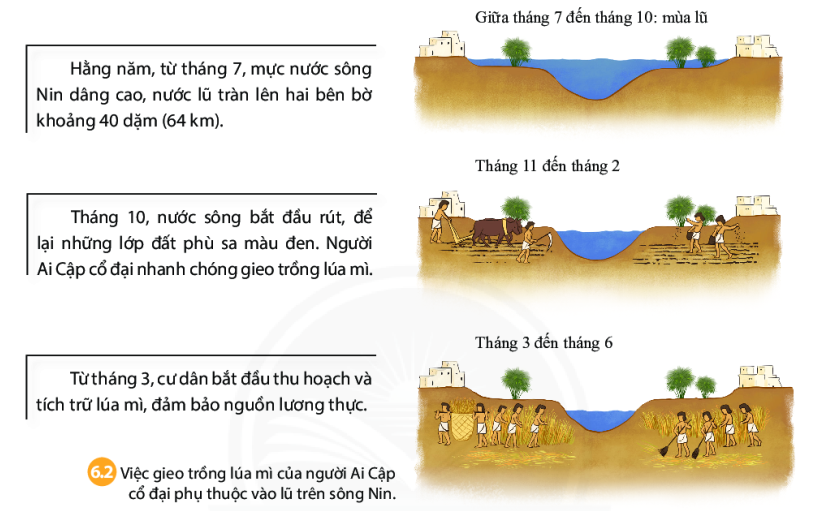 Giữa tháng 7 đến tháng 10: mùa lũ
Hằng năm, từ tháng 7, mực nước sông
Nin dâng cao, nước lũ tràn lên hai bên bờ
khoảng 40 dặm (64 km).
Tháng 11 đến tháng 2
Tháng 10, nước sông bắt đầu rút, để
lại những lớp đất phù sa màu đen. Người
Ai Cập cổ đại nhanh chóng gieo trồng lúa mì.
Tháng 3 đến tháng 6
Từ tháng 3, cư dân bắt đầu thu hoạch và
tích trữ lúa mì, đảm bảo nguồn lương thực.
6.2 Việc gieo trồng lúa mì của người Ai Cập
cổ đại phụ thuộc vào lũ trên sông Nin.